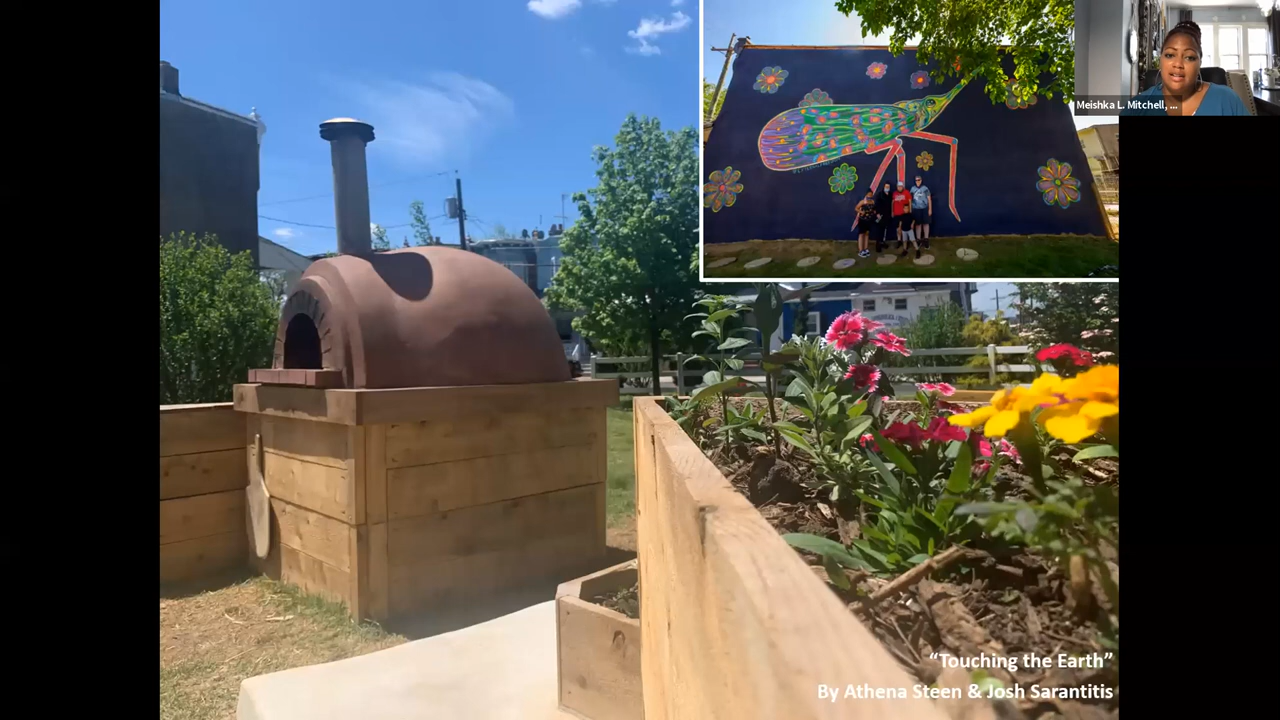 Meishka L. Mitchell, ...
“Touching the Earth”
By Athena Steen & Josh Sarantitis